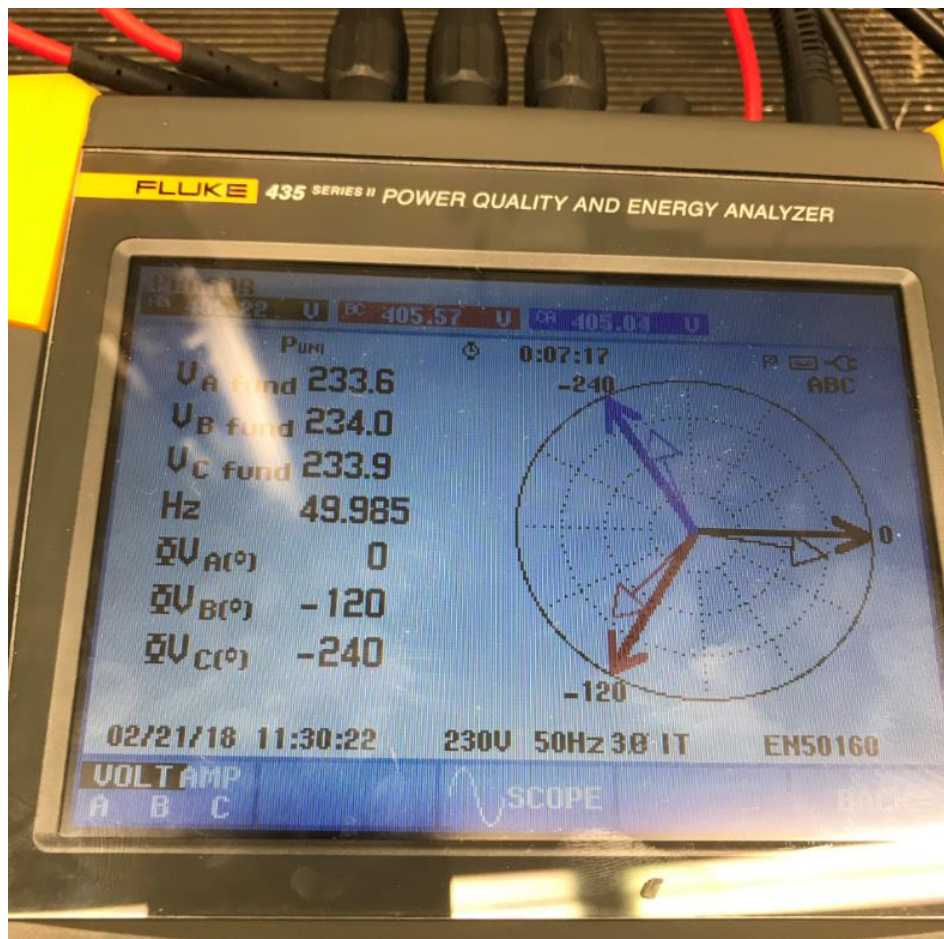 FLUKE 435 SERIES II POWER QUALITY AND ENERGY ANALYZER
PHASOR
V BC 405.57 V CA 405.04 V
PUNI 0:07:17
VA fund 233.6
-240
ABC
VB fund 234.0
VC fund 233.9
Hz 49.985
0
ΦVA(°) 0
ΦVB(°) -120
ΦVC(°) -240
-120
02/21/18 11:30:22 230V 50Hz 3Ø IT EN50160
VOLT AMP
A B C
SCOPE
BACK